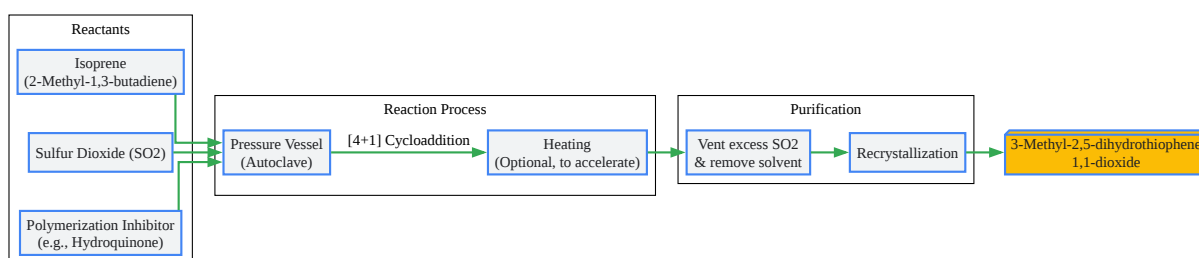 Reactants
Isoprene
(2-Methyl-1,3-butadiene)
Sulfur Dioxide (SO2)
Polymerization Inhibitor
(e.g., Hydroquinone)
Reaction Process
Pressure Vessel
(Autoclave)
[4+1] Cycloaddition
Heating
(Optional, to accelerate)
Purification
Vent excess SO2
& remove solvent
Recrystallization
3-Methyl-2,5-dihydrothiophene
1,1-dioxide